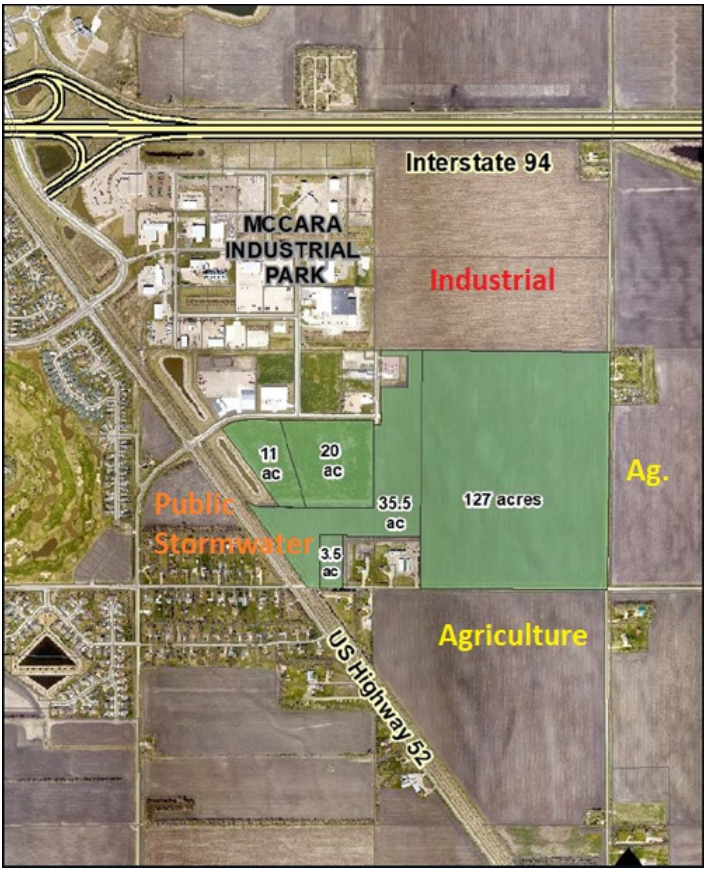 Interstate 94
MCCARA
INDUSTRIAL
PARK
Industrial
11
ac
20
ac
35.5
ac
127 acres
Ag.
Public
Stormwater
3.5
ac
Agriculture
US Highway 52